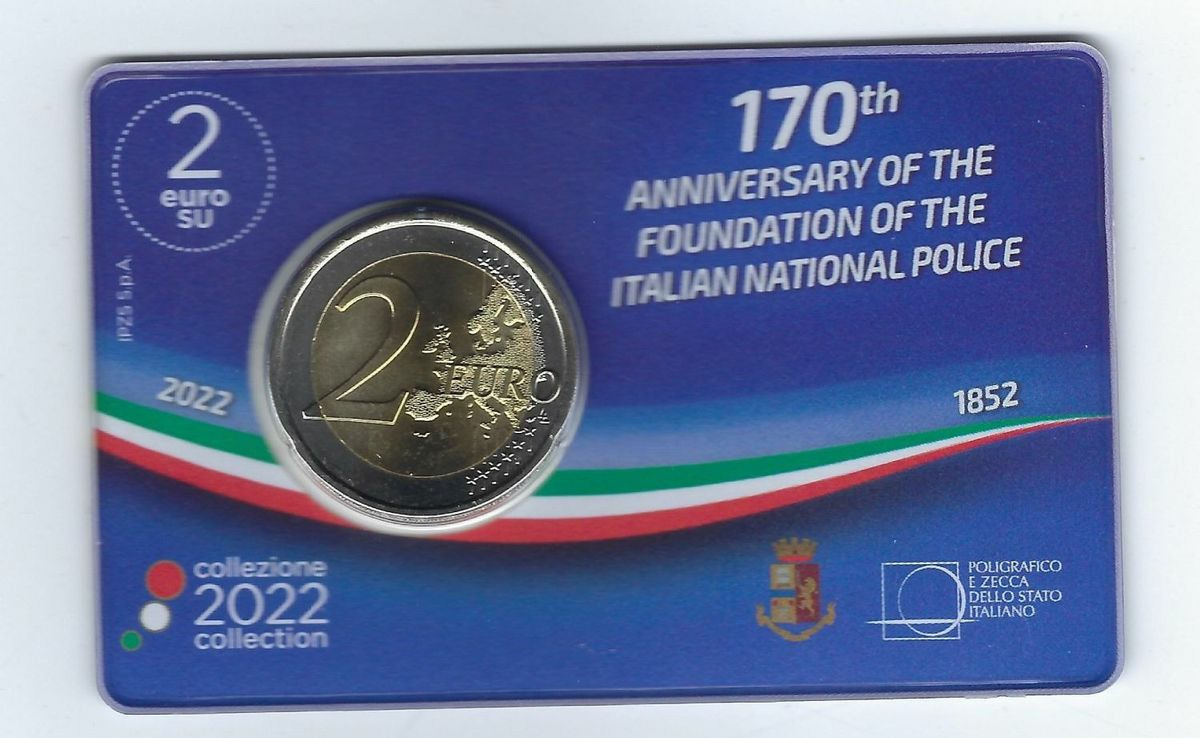 2
euro
SU
IPZS S.p.A.
170th
ANNIVERSARY OF THE
FOUNDATION OF THE
ITALIAN NATIONAL POLICE
2022
1852
2 EURO
collezione
2022
collection
POLIGRAFICO
E ZECCA
DELLO STATO
ITALIANO